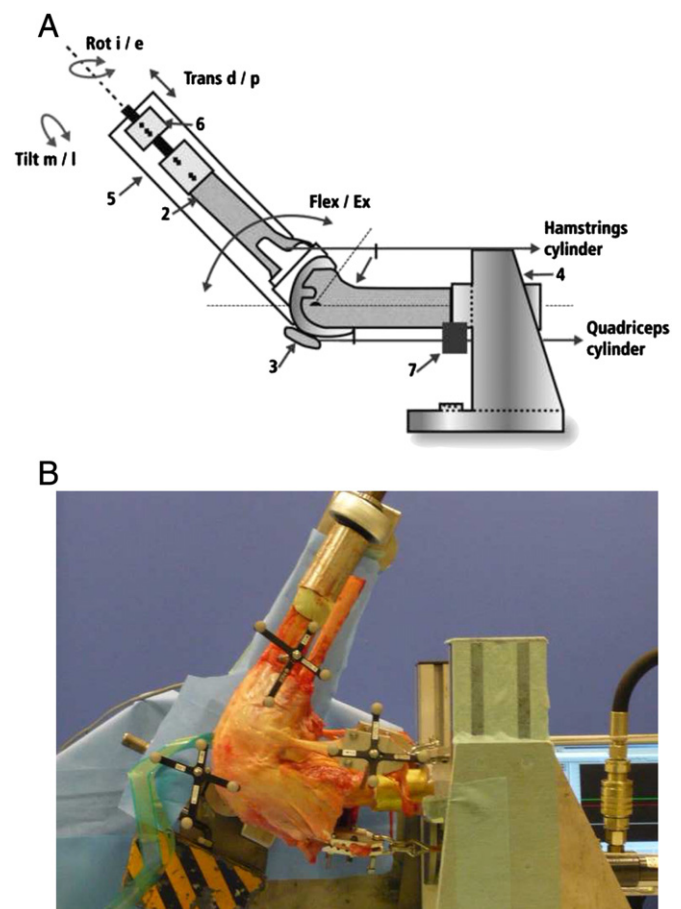 A
Rot i / e
Trans d / p
6
Tilt m / l
5
2
Flex / Ex
Hamstrings
cylinder
4
Quadriceps
cylinder
3
7
B